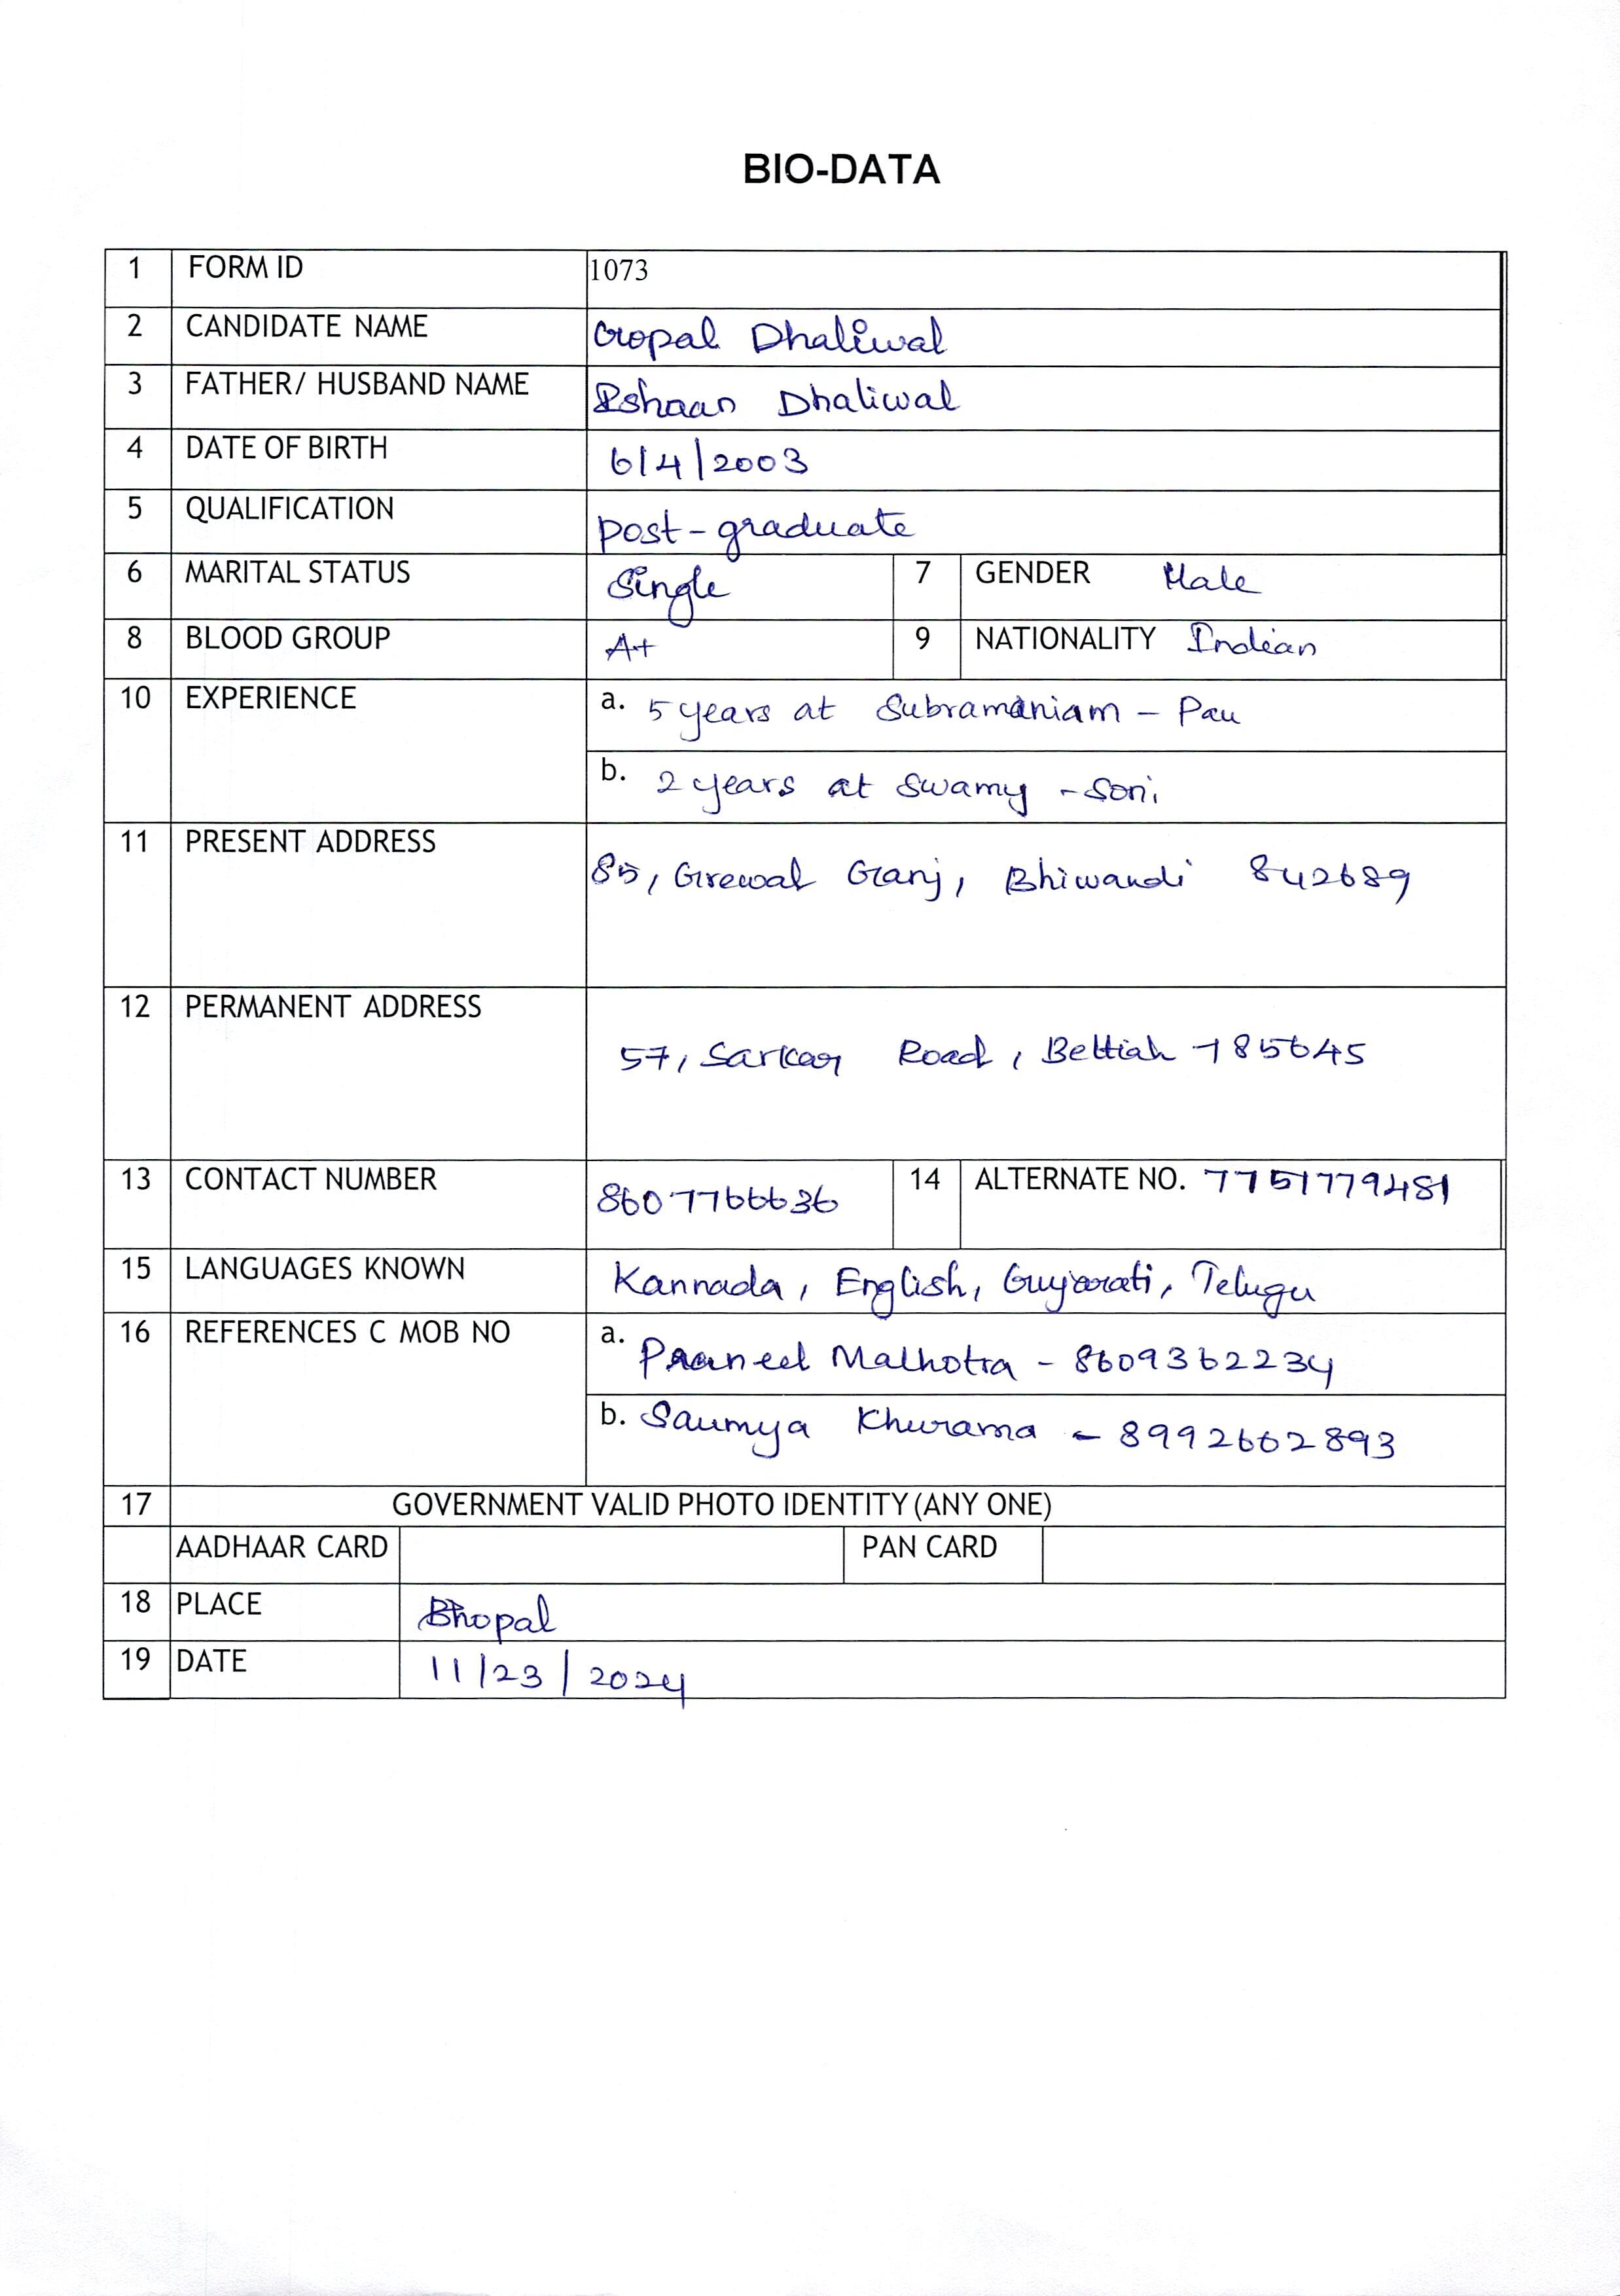 BIO-DATA
1 FORM ID 1073
2 CANDIDATE NAME Gopal Dhaliwal
3 FATHER/ HUSBAND NAME Ishaan Dhaliwal
4 DATE OF BIRTH 6/4/2003
5 QUALIFICATION Post-graduate
6 MARITAL STATUS Single 7 GENDER Male
8 BLOOD GROUP A+ 9 NATIONALITY Indian
10 EXPERIENCE a. 5 years at Subramaniam - Pau
b. 2 years at Swamy - Soni
11 PRESENT ADDRESS 85, Grewal Ganj, Bhiwandi 842689
12 PERMANENT ADDRESS 57, Sarkar Road, Bettiah 785645
13 CONTACT NUMBER 8607766636 14 ALTERNATE NO. 7751779481
15 LANGUAGES KNOWN Kannada, English, Gujarati, Telugu
16 REFERENCES C MOB NO a. Praneel Malhotra - 8609362234
b. Saumya Khurama - 8992662893
17 GOVERNMENT VALID PHOTO IDENTITY (ANY ONE)
AADHAAR CARD PAN CARD
18 PLACE Bhopal
19 DATE 11/23/2024